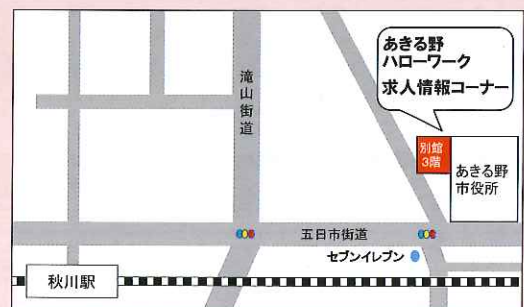 あきる野
ハローワーク
求人情報コーナー
滝山街道
別館
3階
あきる野
市役所
五日市街道
セブンイレブン
秋川駅